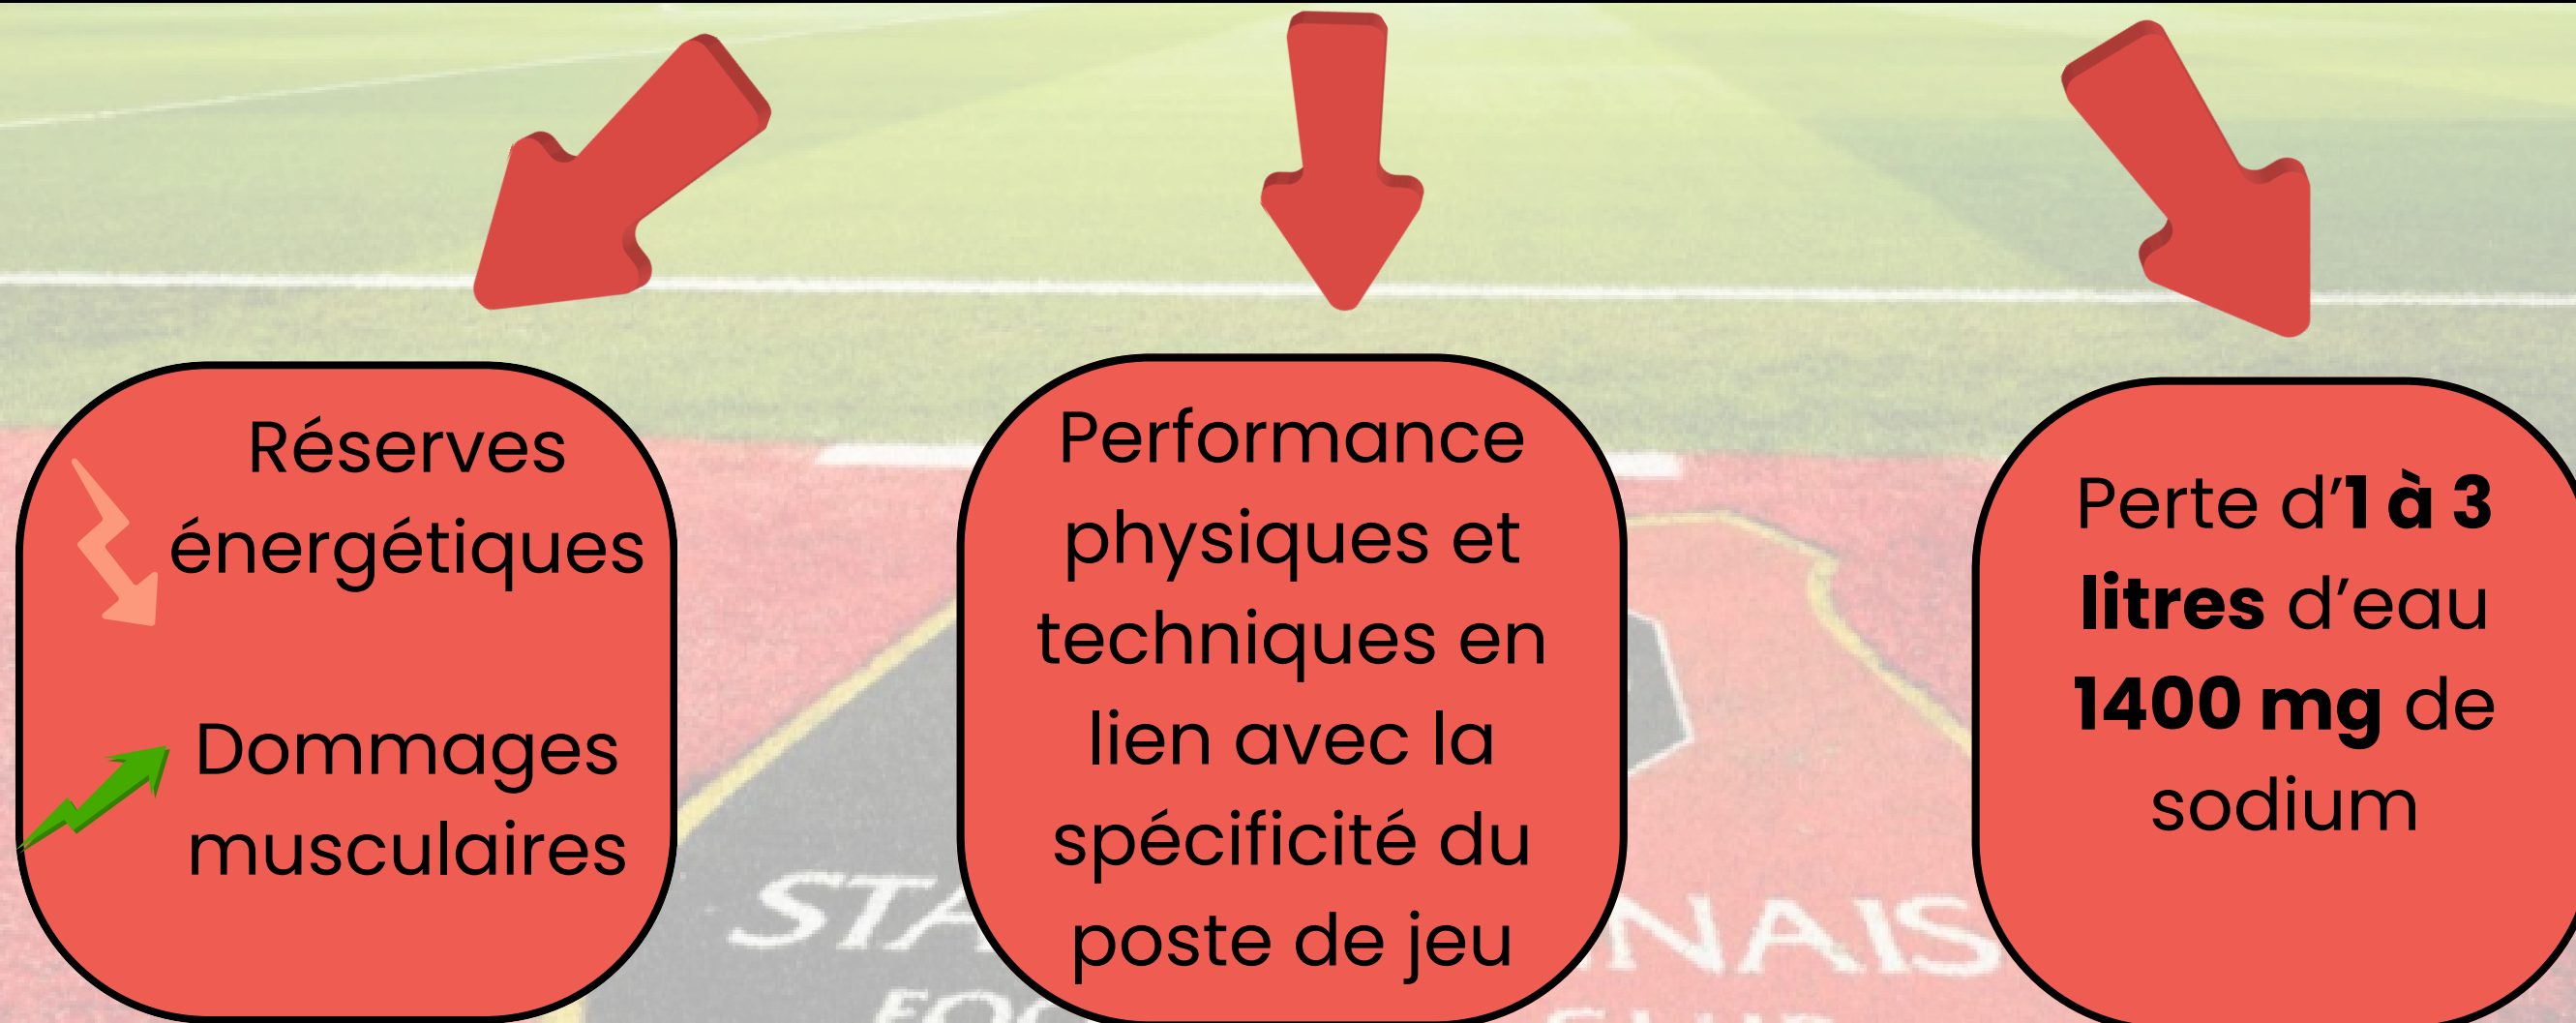 Réserves
énergétiques
Dommages
musculaires
Performance
physiques et
techniques en
lien avec la
spécificité du
poste de jeu
Perte d’1 à 3
litres d’eau
1400 mg de
sodium